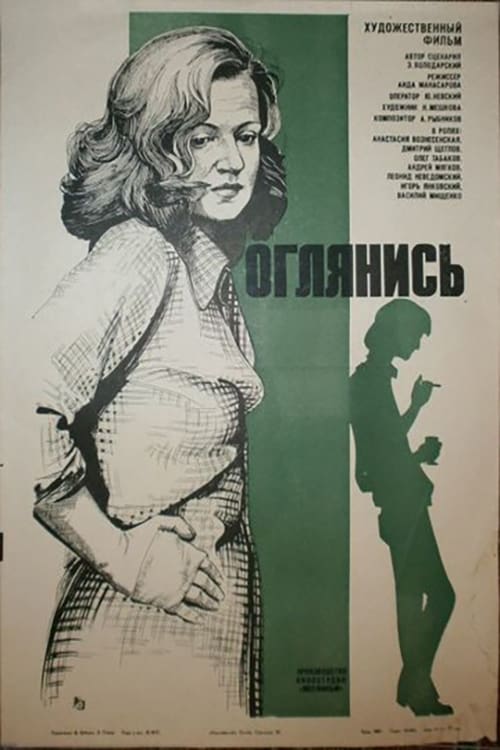 ХУДОЖЕСТВЕННЫЙ
ФИЛЬМ
АВТОР СЦЕНАРИЯ
Э. ВОЛОДАРСКИЙ
РЕЖИССЕР
АИДА МАНАСАРОВА
ОПЕРАТОР Ю. НЕВСКИЙ
ХУДОЖНИК Н. МЕШКОВА
КОМПОЗИТОР А. РЫБНИКОВ
В РОЛЯХ:
АНАСТАСИЯ ВОЗНЕСЕНСКАЯ,
ДМИТРИЙ ЩЕГЛОВ,
ОЛЕГ ТАБАКОВ,
АНДРЕЙ МЯГКОВ,
ЛЕОНИД НЕВЕДОМСКИЙ,
ИГОРЬ ЯНКОВСКИЙ,
ВАСИЛИЙ МИЩЕНКО
ОГЛЯНИСЬ
ПРОИЗВОДСТВО
КИНОСТУДИИ
"МОСФИЛЬМ"